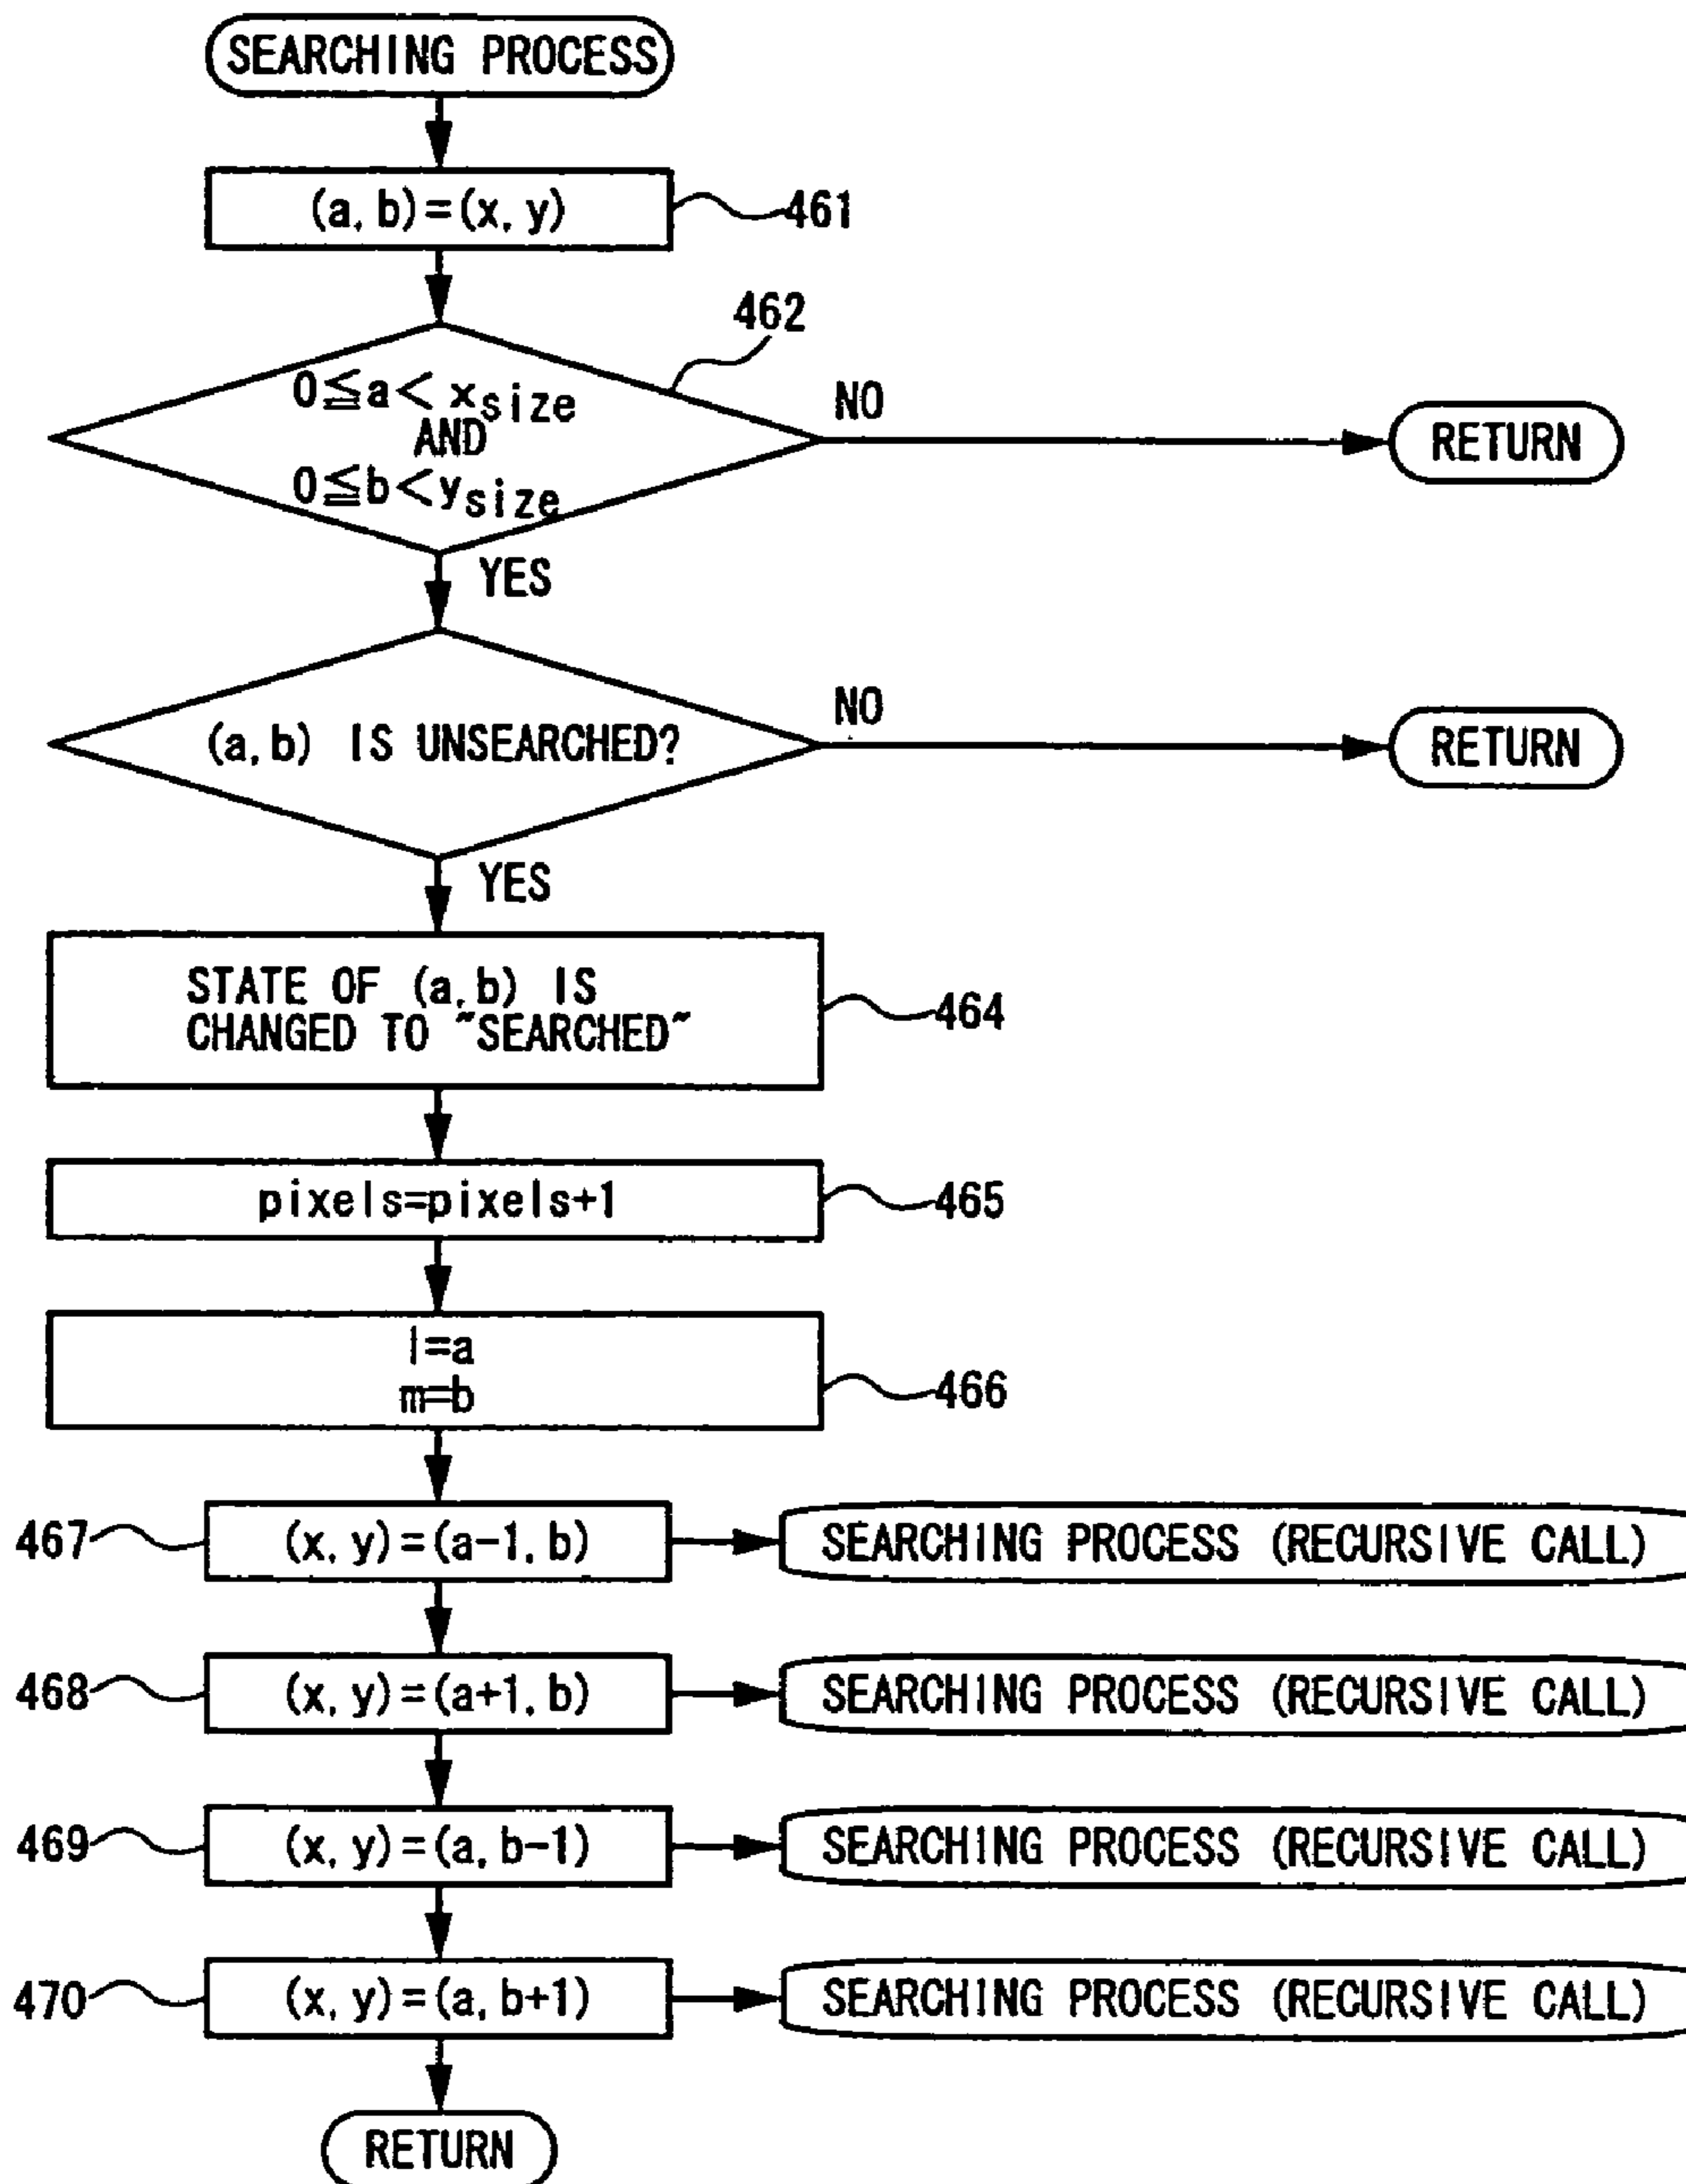 SEARCHING PROCESS
(a, b)=(x, y)
461
462
0≦a< xsize
AND
0≦b<ysize
NO
RETURN
YES
(a, b) IS UNSEARCHED?
NO
RETURN
YES
STATE OF (a, b) IS
CHANGED TO "SEARCHED"
464
pixels=pixels+1
465
l=a
m=b
466
467
(x, y)=(a-1, b)
SEARCHING PROCESS (RECURSIVE CALL)
468
(x, y)=(a+1, b)
SEARCHING PROCESS (RECURSIVE CALL)
469
(x, y)=(a, b-1)
SEARCHING PROCESS (RECURSIVE CALL)
470
(x, y)=(a, b+1)
SEARCHING PROCESS (RECURSIVE CALL)
RETURN